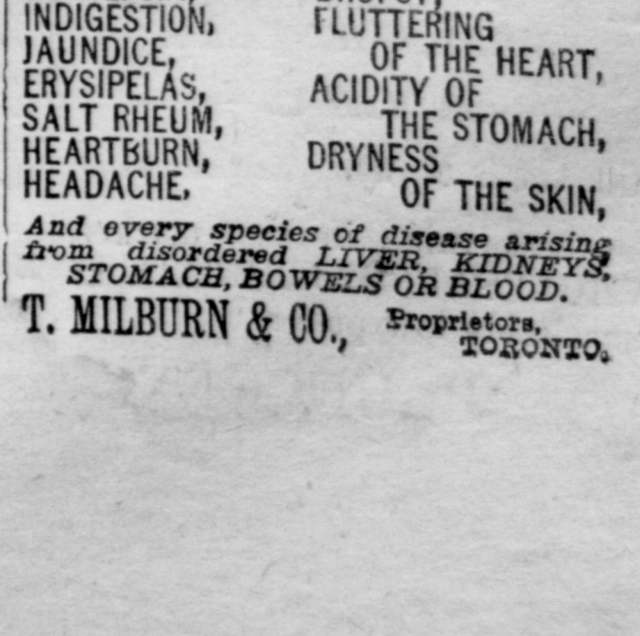 INDIGESTION, FLUTTERING
JAUNDICE, OF THE HEART,
ERYSIPELAS, ACIDITY OF
SALT RHEUM, THE STOMACH,
HEARTBURN, DRYNESS
HEADACHE, OF THE SKIN,
And every species of disease arising
from disordered LIVER, KIDNEYS,
STOMACH, BOWELS OR BLOOD.
T. MILBURN & CO., Proprietors,
TORONTO.